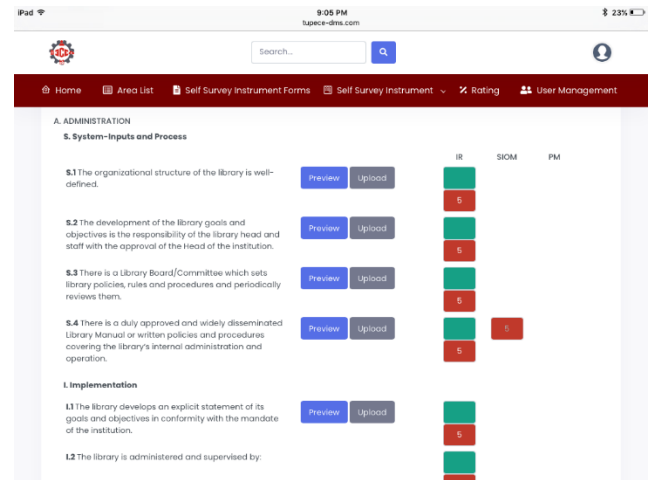 iPad 9:05 PM 23%
tupece-dms.com
Search...
Home Area List Self Survey Instrument Forms Self Survey Instrument Rating User Management
A. ADMINISTRATION
S. System-Inputs and Process
IR SIOM PM
S.1 The organizational structure of the library is well-
defined.
Preview Upload
5
S.2 The development of the library goals and
objectives is the responsibility of the library head and
staff with the approval of the Head of the institution.
Preview Upload
5
S.3 There is a Library Board/Committee which sets
library policies, rules and procedures and periodically
reviews them.
Preview Upload
5
S.4 There is a duly approved and widely disseminated
Library Manual or written policies and procedures
covering the library's internal administration and
operation.
Preview Upload
5
5
I. Implementation
I.1 The library develops an explicit statement of its
goals and objectives in conformity with the mandate
of the institution.
Preview Upload
5
I.2 The library is administered and supervised by: